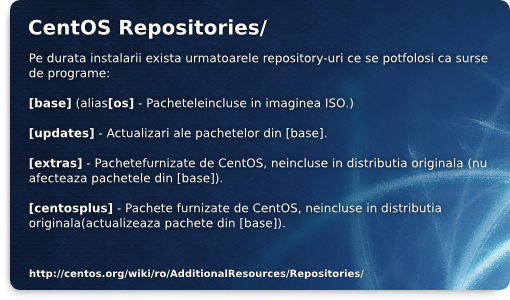 CentOS Repositories/
Pe durata instalarii exista urmatoarele repository-uri ce se potfolosi ca surse
de programe:
[base] (alias[os] - Pacheteleincluse in imaginea ISO.)
[updates] - Actualizari ale pachetelor din [base].
[extras] - Pachetefurnizate de CentOS, neincluse in distributia originala (nu
afecteaza pachetele din [base]).
[centosplus] - Pachete furnizate de CentOS, neincluse in distributia
originala(actualizeaza pachete din [base]).
http://centos.org/wiki/ro/AdditionalResources/Repositories/